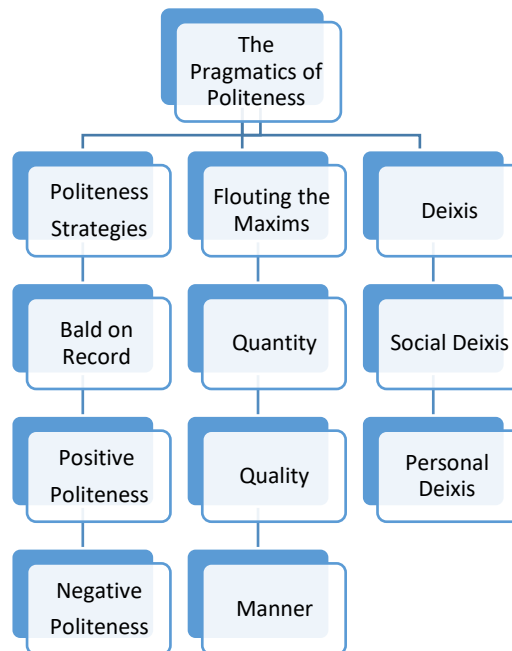 The
Pragmatics of
Politeness
Politeness
Strategies
Flouting the
Maxims
Deixis
Bald on
Record
Quantity
Social Deixis
Positive
Politeness
Quality
Personal
Deixis
Negative
Politeness
Manner